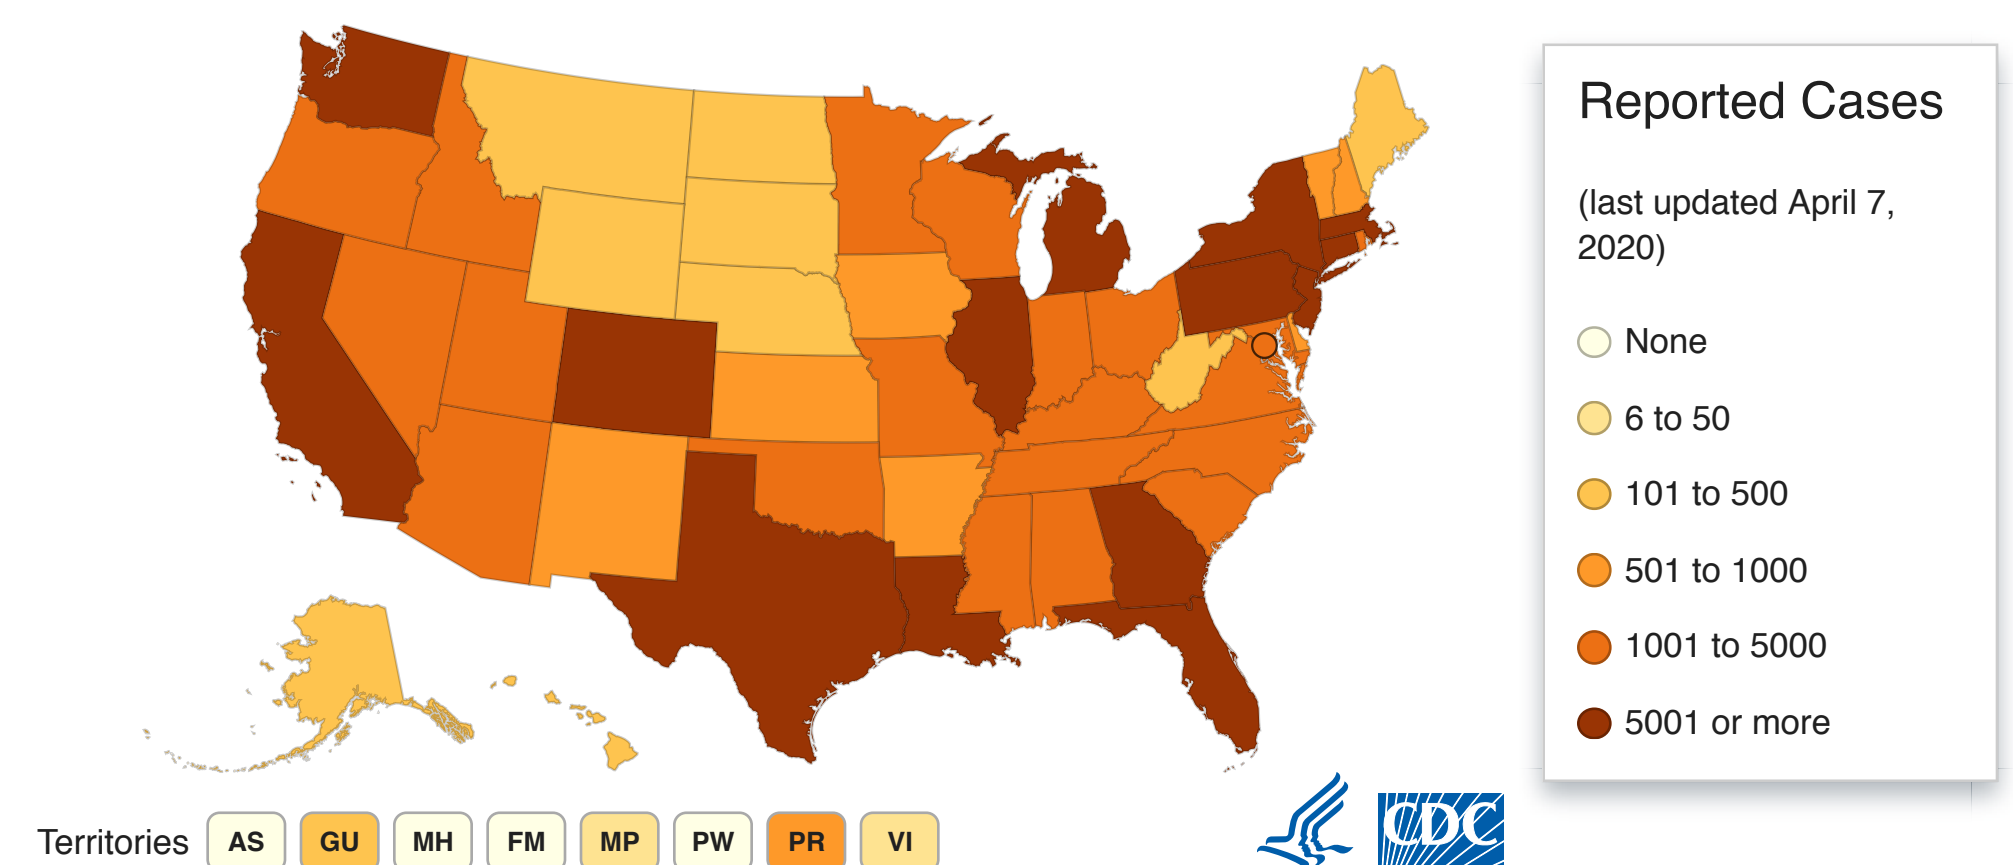 Reported Cases
(last updated April 7,
2020)
None
6 to 50
101 to 500
501 to 1000
1001 to 5000
5001 or more
Territories AS GU MH FM MP PW PR VI
CDC